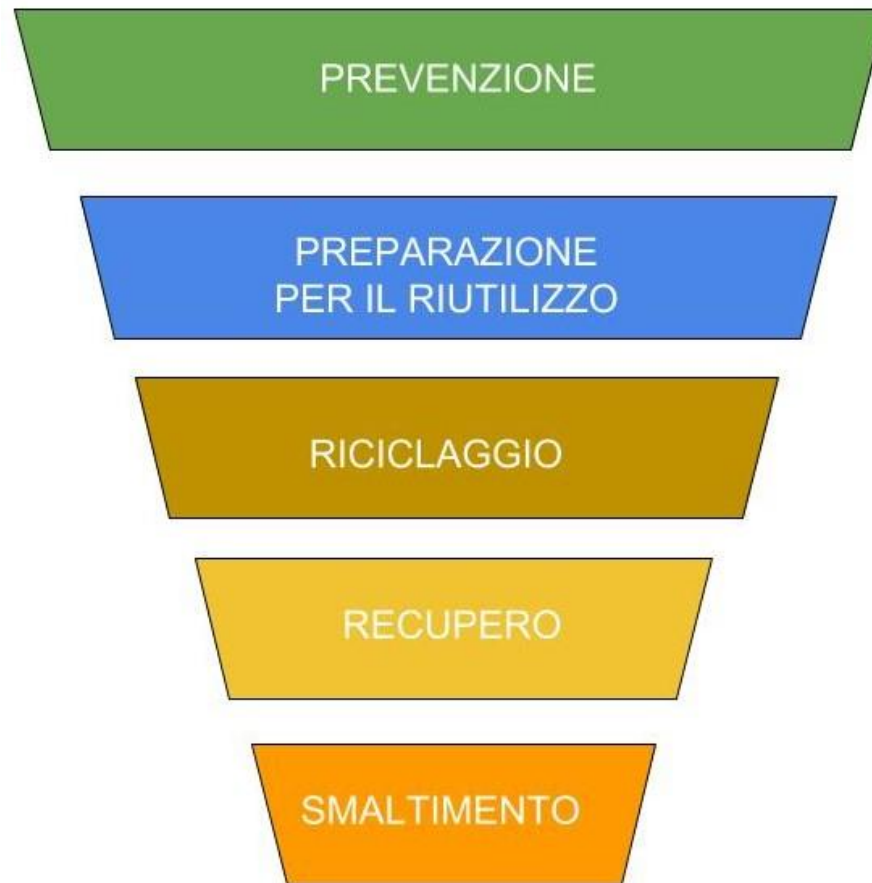 PREVENZIONE
PREPARAZIONE
PER IL RIUTILIZZO
RICICLAGGIO
RECUPERO
SMALTIMENTO